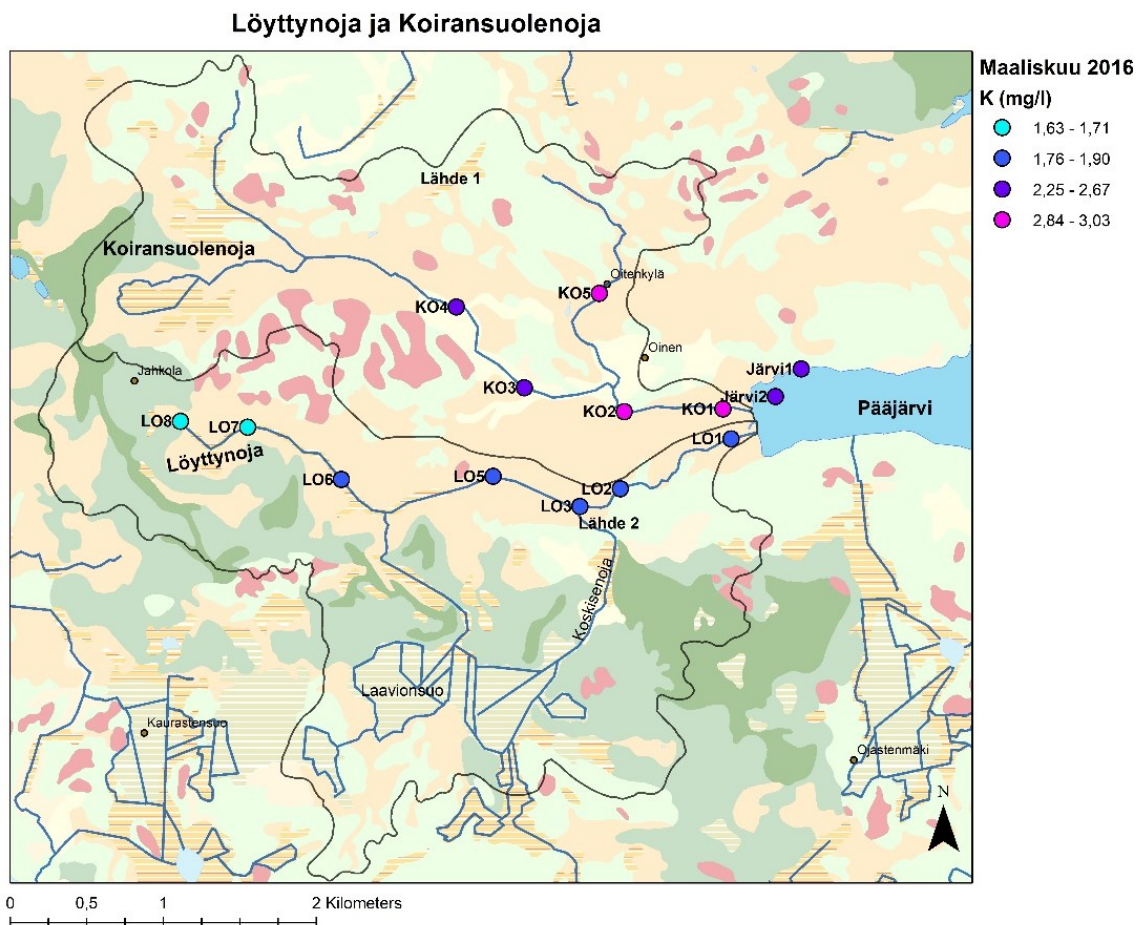 Löyttynoja ja Koiransuolenoja
Maaliskuu 2016
K (mg/l)
1,63 - 1,71
1,76 - 1,90
2,25 - 2,67
2,84 - 3,03
Lähde 1
Koiransuolenoja
Oitenkylä
KO5
KO4
Oinen
Järvi1
Jahkola
KO3
Järvi2
KO2
KO1
Pääjärvi
LO8
LO7
LO1
Löyttynoja
LO6
LO5
LO2
LO3
Lähde 2
Koskisenoja
Laavionsuo
Kaurastensuo
Ojastenmäki
N
0 0,5 1 2 Kilometers